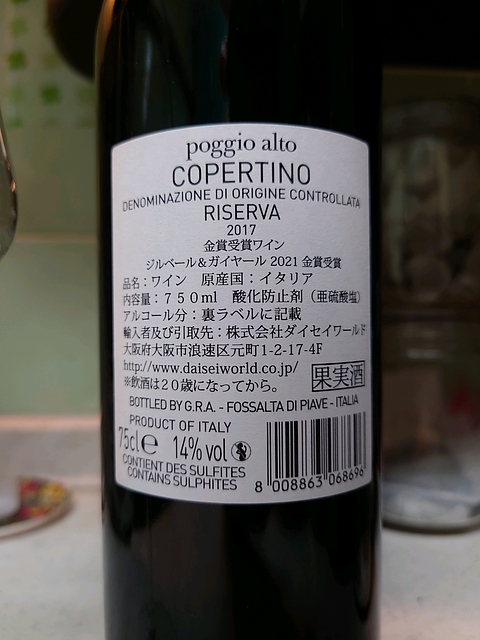 poggio alto
COPERTINO
DENOMINAZIONE DI ORIGINE CONTROLLATA
RISERVA
2017
金賞受賞ワイン
ジルベール＆ガイヤール 2021 金賞受賞
品名：ワイン 原産国：イタリア
内容量：７５０ml 酸化防止剤（亜硫酸塩）
アルコール分：裏ラベルに記載
輸入者及び引取先：株式会社ダイセイワールド
大阪府大阪市浪速区元町1-2-17-4F
http://www.daiseiworld.co.jp/
果実酒
※飲酒は２０歳になってから。
BOTTLED BY G.R.A. - FOSSALTA DI PIAVE - ITALIA
PRODUCT OF ITALY
75cl e 14% vol
CONTIENT DES SULFITES
CONTAINS SULPHITES
8 008863 068696